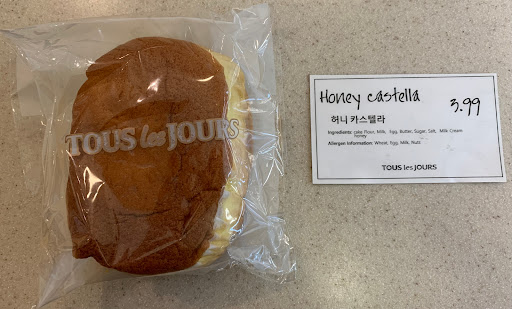 TOUS les JOURS
Honey castella 3.99
허니 카스텔라
Ingredients: cake Flour, Milk, Egg, Butter, Sugar, Salt, Milk Cream
honey
Allergen Information: Wheat, Egg, Milk, Nuts
TOUS les JOURS